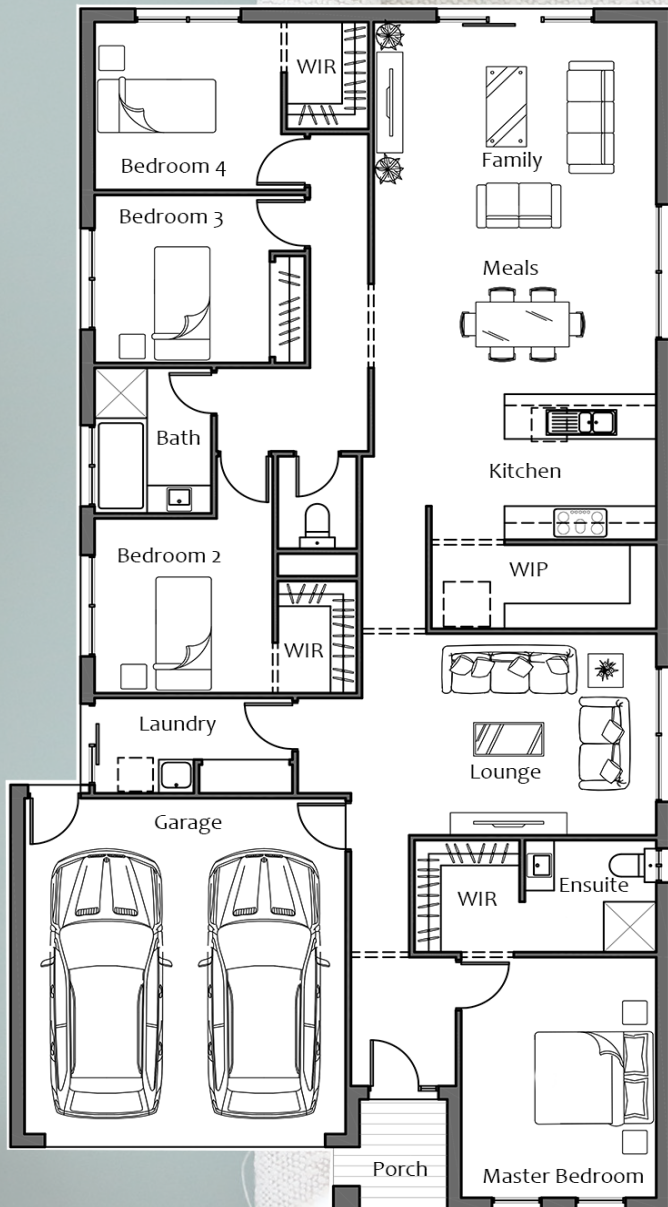 WIR
Bedroom 4
Family
Bedroom 3
Meals
Bath
Kitchen
Bedroom 2
WIP
WIR
Laundry
Lounge
Garage
Ensuite
WIR
Porch
Master Bedroom